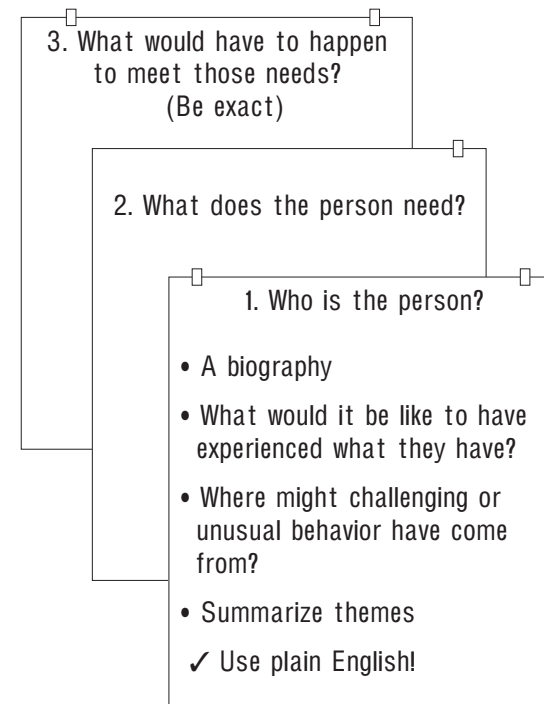 3. What would have to happen
to meet those needs?
(Be exact)
2. What does the person need?
1. Who is the person?
• A biography
• What would it be like to have
experienced what they have?
• Where might challenging or
unusual behavior have come
from?
• Summarize themes
✓ Use plain English!